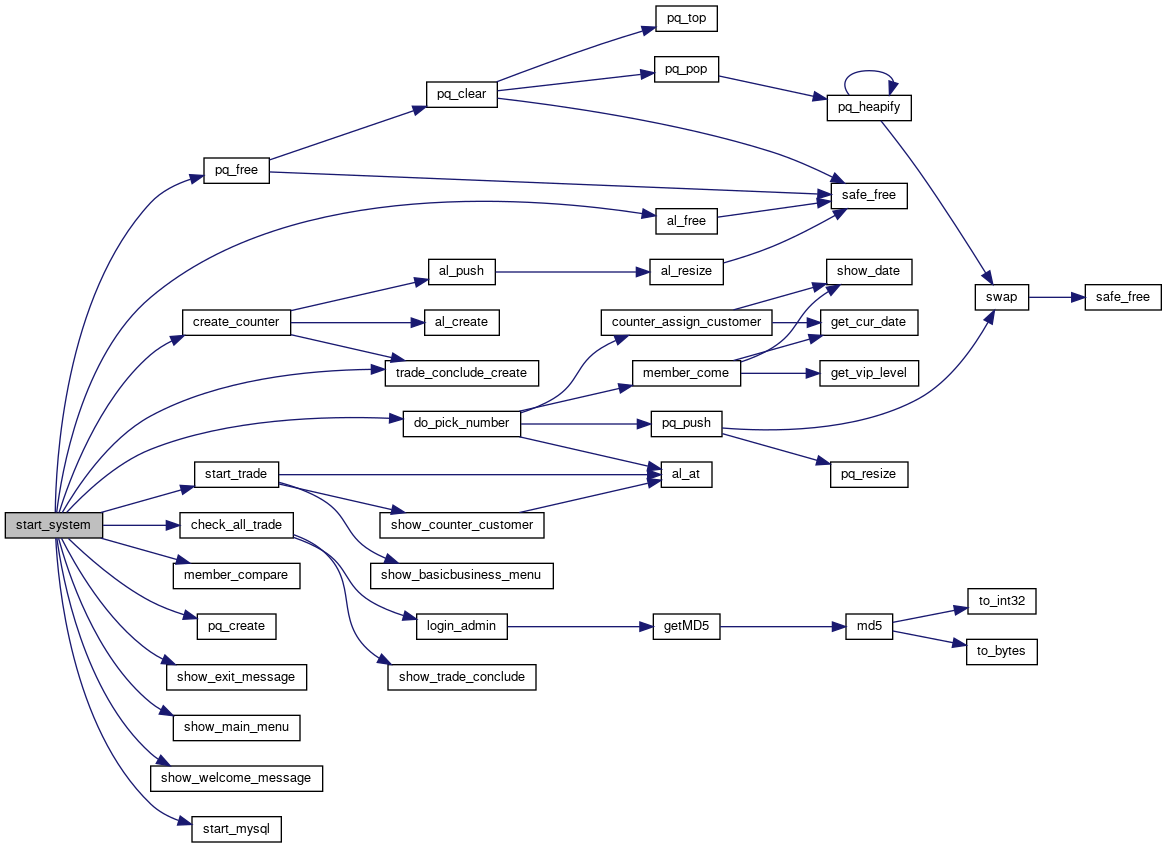 pq_top
pq_pop
pq_clear
pq_heapify
pq_free
safe_free
al_free
al_push
al_resize
show_date
swap
safe_free
create_counter
al_create
counter_assign_customer
get_cur_date
trade_conclude_create
member_come
get_vip_level
do_pick_number
pq_push
start_trade
al_at
pq_resize
start_system
check_all_trade
show_counter_customer
member_compare
show_basicbusiness_menu
to_int32
pq_create
login_admin
getMD5
md5
to_bytes
show_exit_message
show_trade_conclude
show_main_menu
show_welcome_message
start_mysql